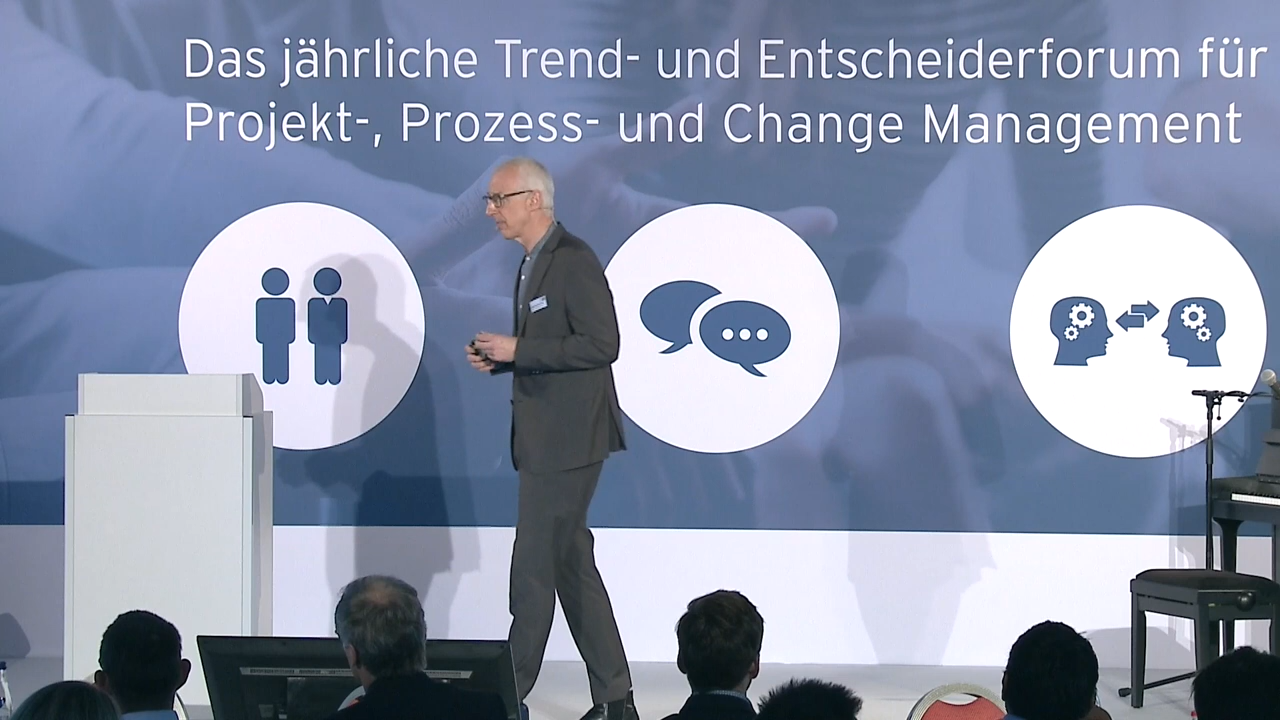 Das jährliche Trend- und Entscheiderforum für
Projekt-, Prozess- und Change Management